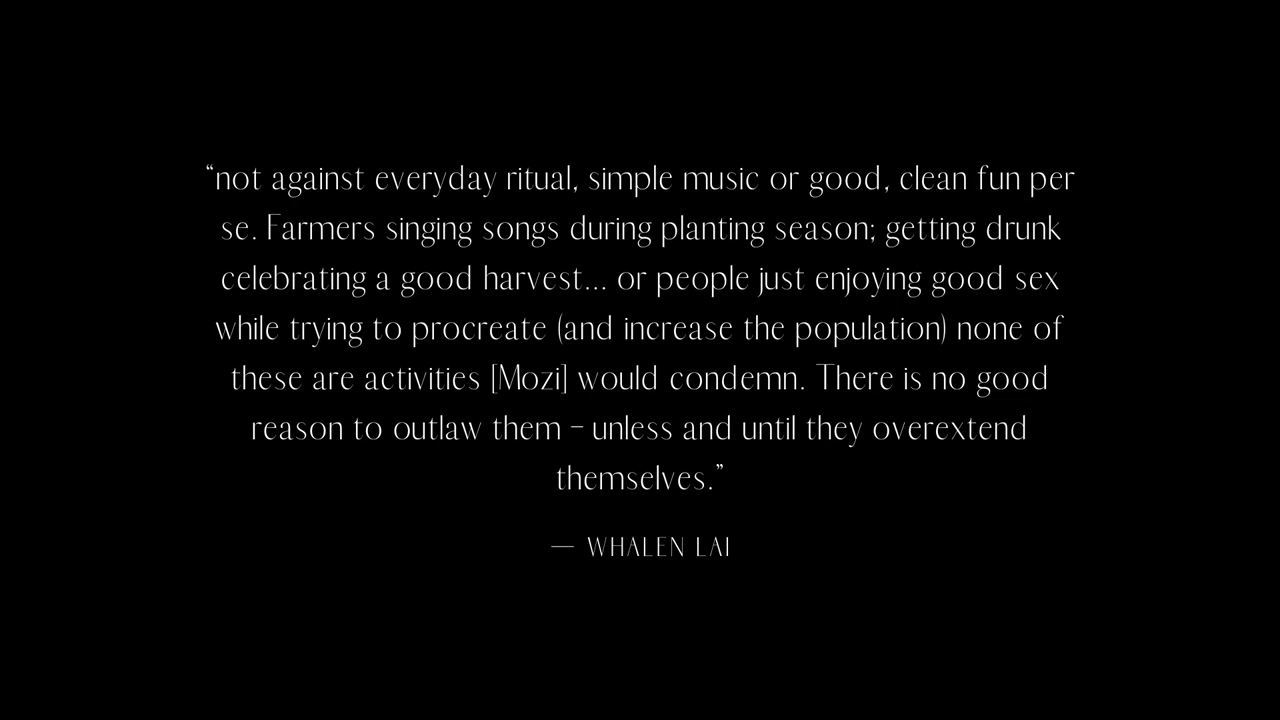 “not against everyday ritual, simple music or good, clean fun per
se. Farmers singing songs during planting season; getting drunk
celebrating a good harvest... or people just enjoying good sex
while trying to procreate (and increase the population) none of
these are activities [Mozi] would condemn. There is no good
reason to outlaw them – unless and until they overextend
themselves.”
— WHALEN LAI